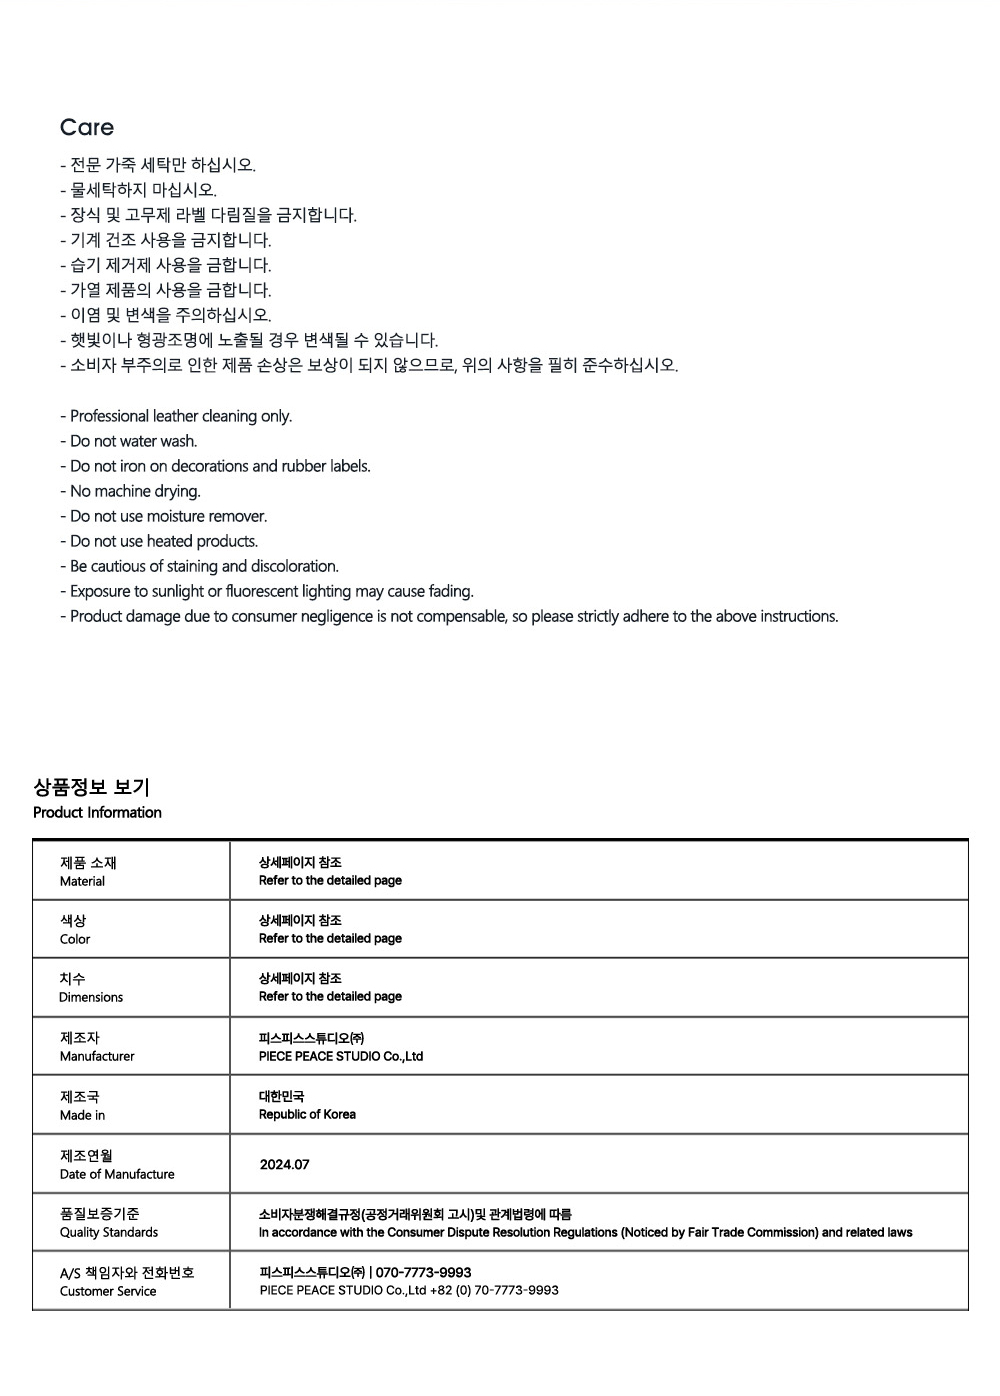 Care
- 전문 가죽 세탁만 하십시오.
- 물세탁하지 마십시오.
- 장식 및 고무제 라벨 다림질을 금지합니다.
- 기계 건조 사용을 금지합니다.
- 습기 제거제 사용을 금합니다.
- 가열 제품의 사용을 금합니다.
- 이염 및 변색을 주의하십시오.
- 햇빛이나 형광조명에 노출될 경우 변색될 수 있습니다.
- 소비자 부주의로 인한 제품 손상은 보상이 되지 않으므로, 위의 사항을 필히 준수하십시오.
- Professional leather cleaning only.
- Do not water wash.
- Do not iron on decorations and rubber labels.
- No machine drying.
- Do not use moisture remover.
- Do not use heated products.
- Be cautious of staining and discoloration.
- Exposure to sunlight or fluorescent lighting may cause fading.
- Product damage due to consumer negligence is not compensable, so please strictly adhere to the above instructions.
상품정보 보기
Product Information
제품 소재 상세페이지 참조
Material Refer to the detailed page
색상 상세페이지 참조
Color Refer to the detailed page
치수 상세페이지 참조
Dimensions Refer to the detailed page
제조자 피스피스스튜디오㈜
Manufacturer PIECE PEACE STUDIO Co.,Ltd
제조국 대한민국
Made in Republic of Korea
제조연월
Date of Manufacture 2024.07
품질보증기준 소비자분쟁해결규정(공정거래위원회 고시)및 관계법령에 따름
Quality Standards In accordance with the Consumer Dispute Resolution Regulations (Noticed by Fair Trade Commission) and related laws
A/S 책임자와 전화번호 피스피스스튜디오㈜ | 070-7773-9993
Customer Service PIECE PEACE STUDIO Co.,Ltd +82 (0) 70-7773-9993